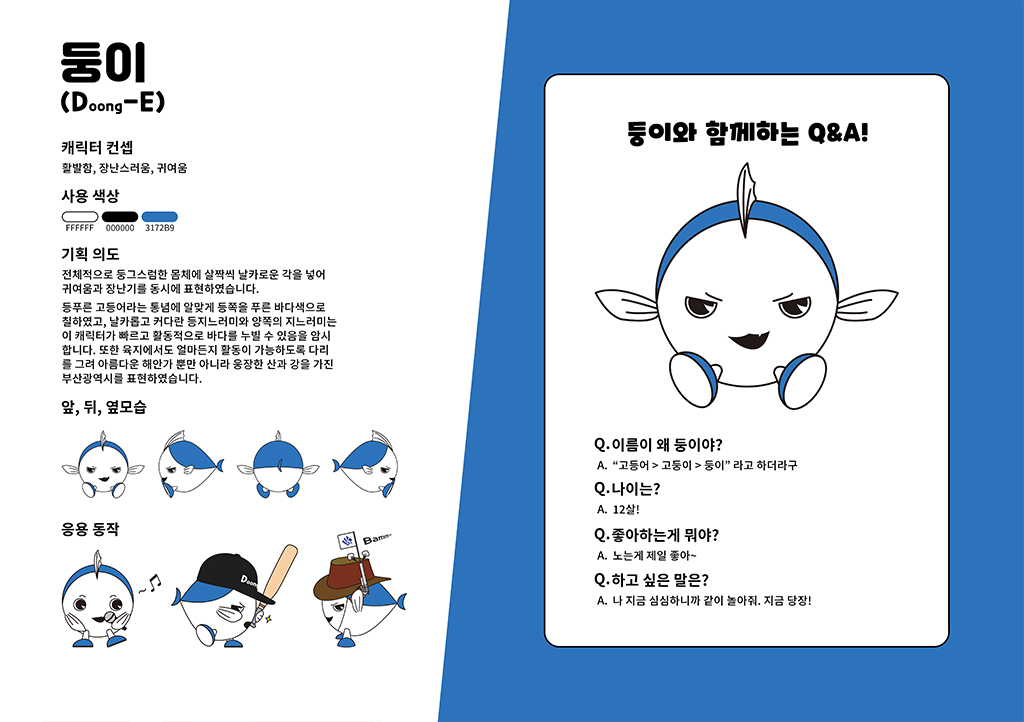 둥이
(Doong-E)
캐릭터 컨셉
활발함, 장난스러움, 귀여움
사용 색상
FFFFFF 000000 3172B9
기획 의도
전체적으로 둥그스럼한 몸체에 살짝씩 날카로운 각을 넣어
귀여움과 장난기를 동시에 표현하였습니다.
등푸른 고등어라는 통념에 알맞게 등쪽을 푸른 바다색으로
칠하였고, 날카롭고 커다란 등지느러미와 양쪽의 지느러미는
이 캐릭터가 빠르고 활동적으로 바다를 누빌 수 있음을 암시
합니다. 또한 육지에서도 얼마든지 활동이 가능하도록 다리
를 그려 아름다운 해안가 뿐만 아니라 웅장한 산과 강을 가진
부산광역시를 표현하였습니다.
앞, 뒤, 옆모습
응용 동작
Doong
Bamm~
둥이와 함께하는 Q&A!
Q.이름이 왜 둥이야?
A. “고등어 > 고둥이 > 둥이” 라고 하더라구
Q.나이는?
A. 12살!
Q.좋아하는게 뭐야?
A. 노는게 제일 좋아~
Q.하고 싶은 말은?
A. 나 지금 심심하니까 같이 놀아줘. 지금 당장!